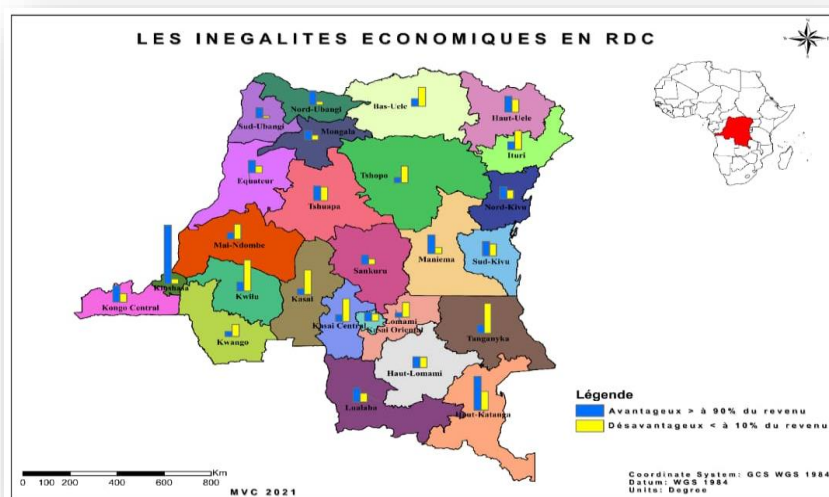 LES INEGALITES ECONOMIQUES EN RDC
Nord-Ubangi
Bas-Uele
Haut-Uele
Sud-Ubangi
Mongala
Ituri
Tshopo
Equateur
Nord-Kivu
Tshuapa
Mai-Ndombe
Maniema
Sud-Kivu
Sankuru
Kinshasa
Kongo Central
Kwilu
Kasai
Kasai Central
Lomami
Kasai Oriental
Tanganyka
Kwango
Haut-Lomami
Lualaba
Haut-Katanga
Légende
Avantageux > à 90% du revenu
Désavantageux < à 10% du revenu
Km
0 100 200 400 600 800
MVC 2021
Coordinate System: GCS WGS 1984
Datum: WGS 1984
Units: Degree